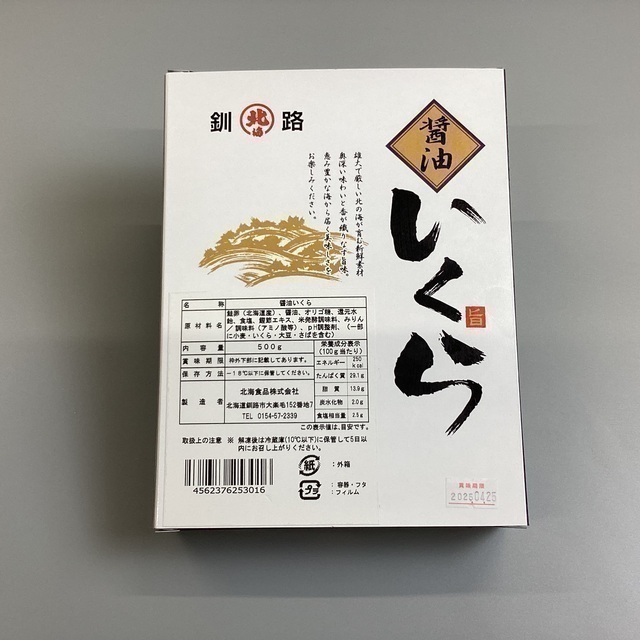 釧 北海 路
醤油
いくら
旨
雄大で厳しい北の海が育む新鮮素材
奥深い味わいと香が織りなす旨味。
恵み豊かな海から届く美味しさを
お楽しみください。
名称 醤油いくら
原材料名 鮭卵（北海道産）、醤油、オリゴ糖、還元水
飴、食塩、鰹節エキス、米発酵調味料、みりん
／調味料（アミノ酸等）、pH調整剤、（一部
に小麦・いくら・大豆・さばを含む）
内容量 500g
賞味期限 枠外下部に記載してあります。
保存方法 －18℃以下に保管してください。
製造者 北海食品株式会社
北海道釧路市大楽毛152番地7
TEL 0154-57-2339
栄養成分表示
(100g当たり)
エネルギー 250kcal
たんぱく質 29.1g
脂質 13.9g
炭水化物 2.0g
食塩相当量 2.5g
この表示値は、目安です。
取扱上の注意 ※ 解凍後は冷蔵庫(10℃以下)に保管して5日以
内にお召し上がりください。
紙 ：外箱
プラ ：容器・フタ
・フィルム
4562376253016
賞味期限
20260425